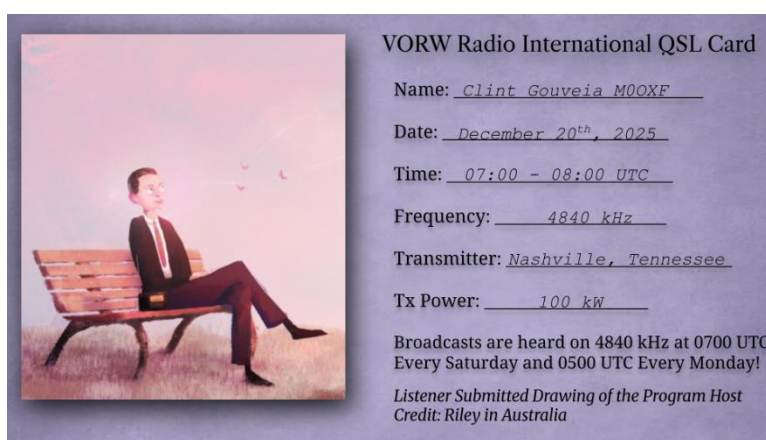 VORW Radio International QSL Card
Name: Clint Gouveia M0OXF
Date: December 20th, 2025
Time: 07:00 - 08:00 UTC
Frequency: 4840 kHz
Transmitter: Nashville, Tennessee
Tx Power: 100 kW
Broadcasts are heard on 4840 kHz at 0700 UTC
Every Saturday and 0500 UTC Every Monday!
Listener Submitted Drawing of the Program Host
Credit: Riley in Australia